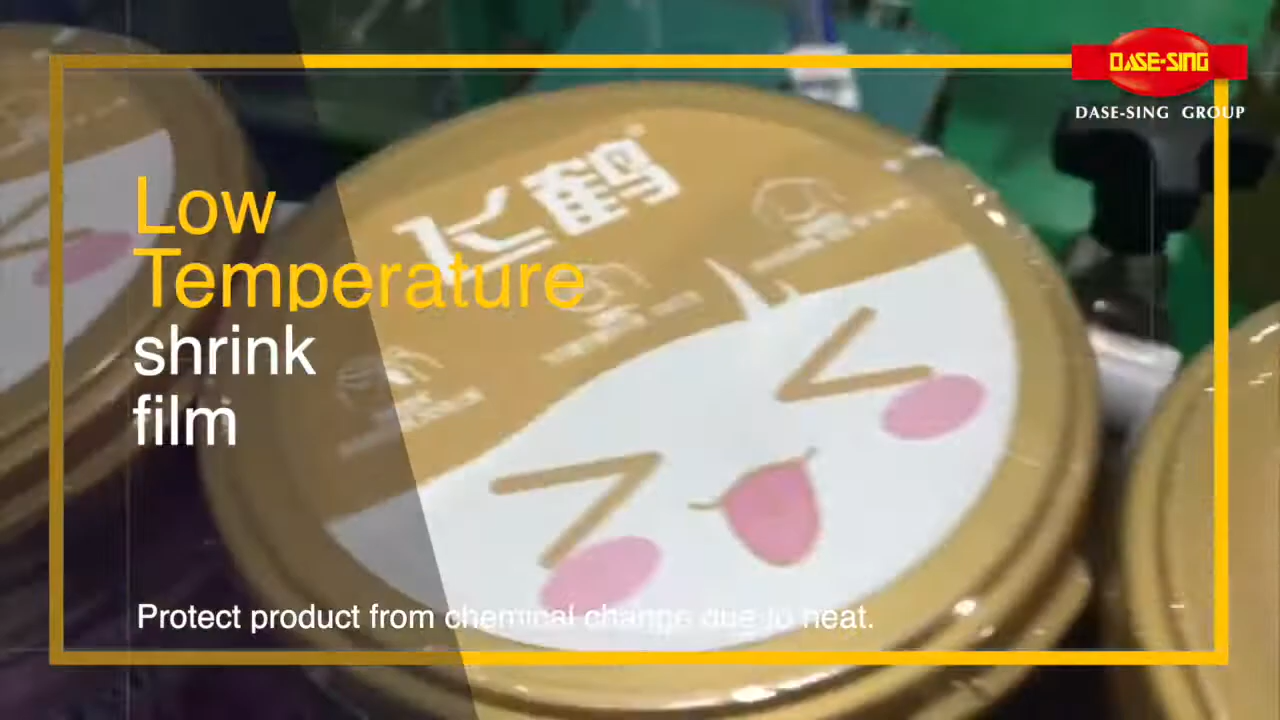 DASE-SING
DASE-SING GROUP
飞鹤
Low
Temperature
shrink
film
Protect product from chemical change due to heat.